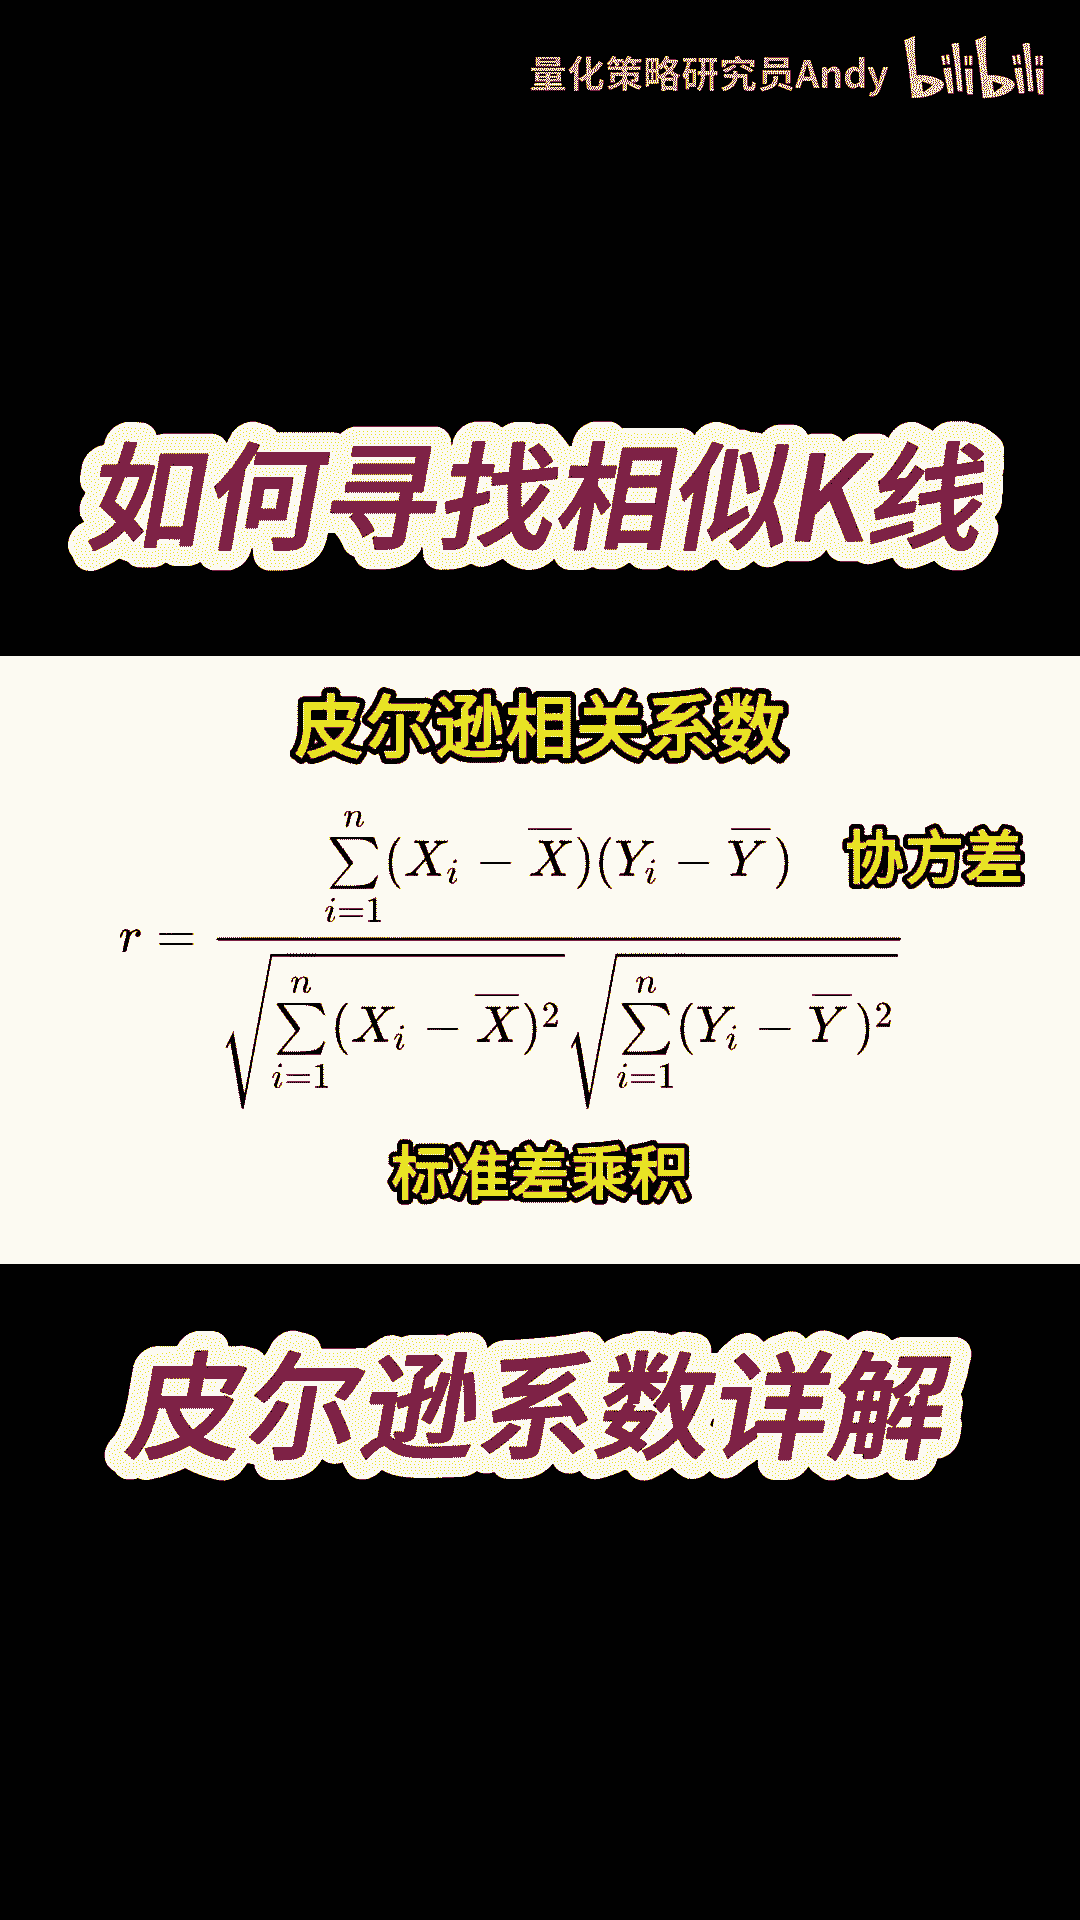 量化策略研究员Andy bilibili
如何寻找相似K线
皮尔逊相关系数
r = \frac{\sum_{i=1}^{n}(X_i - \overline{X})(Y_i - \overline{Y})}{\sqrt{\sum_{i=1}^{n}(X_i - \overline{X})^2}\sqrt{\sum_{i=1}^{n}(Y_i - \overline{Y})^2}}
协方差
标准差乘积
皮尔逊系数详解